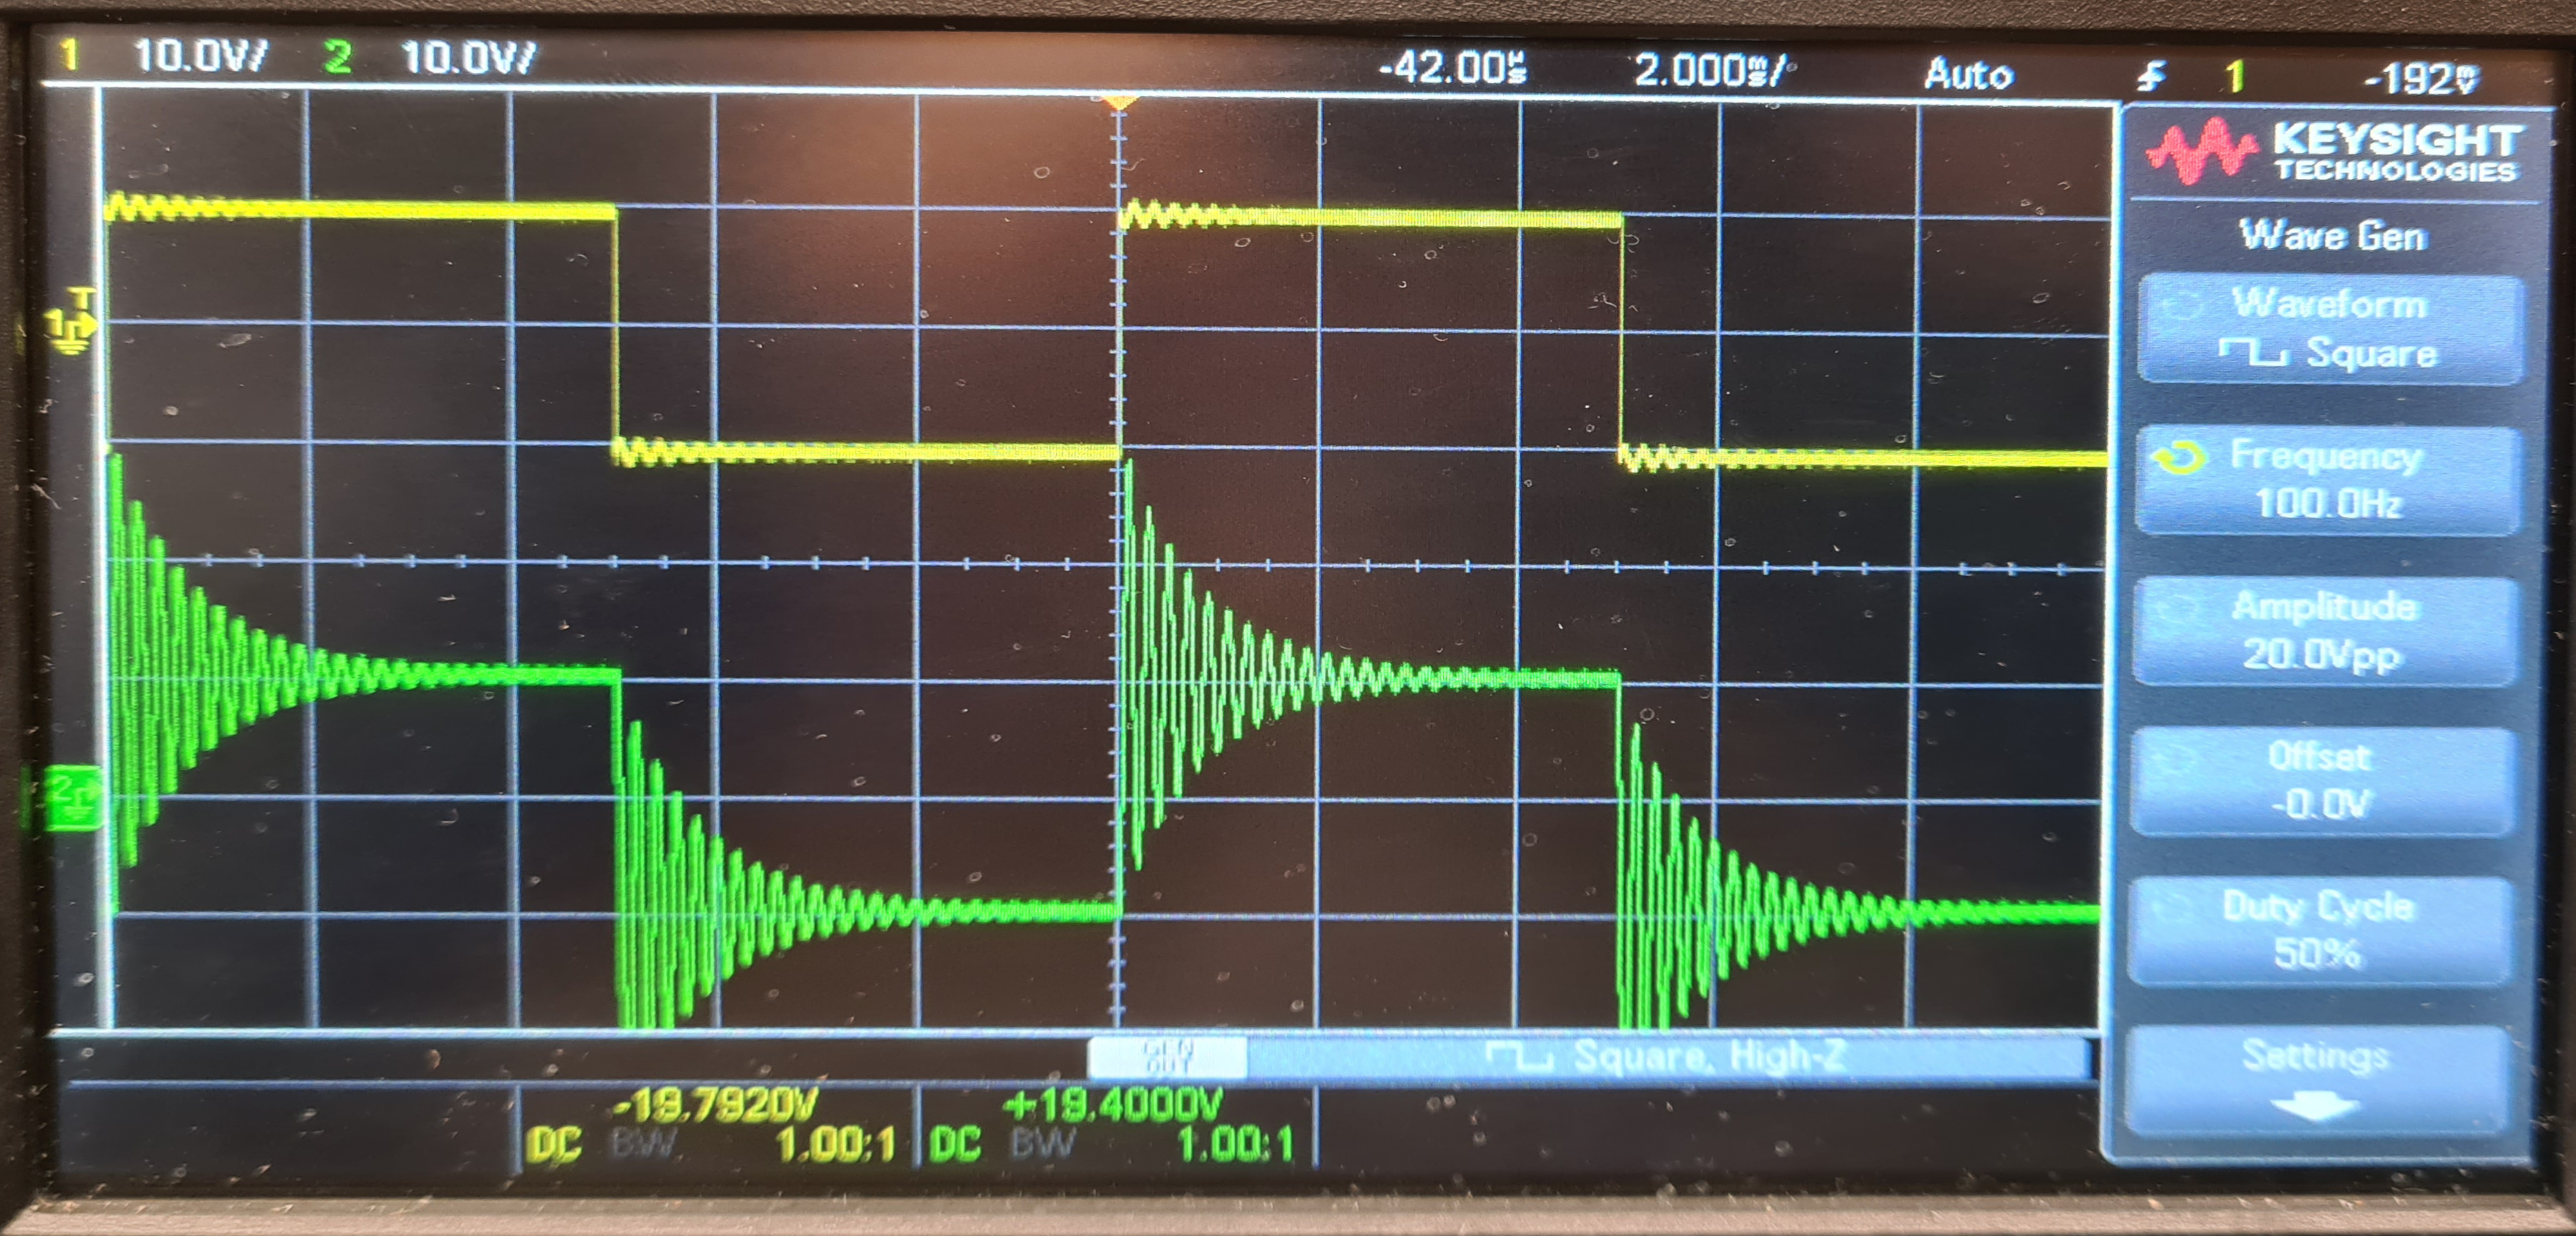 1 10.0V/ 2 10.0V/ -42.00µs 2.000ms/ Auto 1 -192mV
KEYSIGHT
TECHNOLOGIES
Wave Gen
Waveform
Square
Frequency
100.0Hz
Amplitude
20.0Vpp
Offset
-0.0V
Duty Cycle
50%
Settings
T
1
2
Square, High-Z
-19.7920V
DC BW 1.00:1
+19.4000V
DC BW 1.00:1